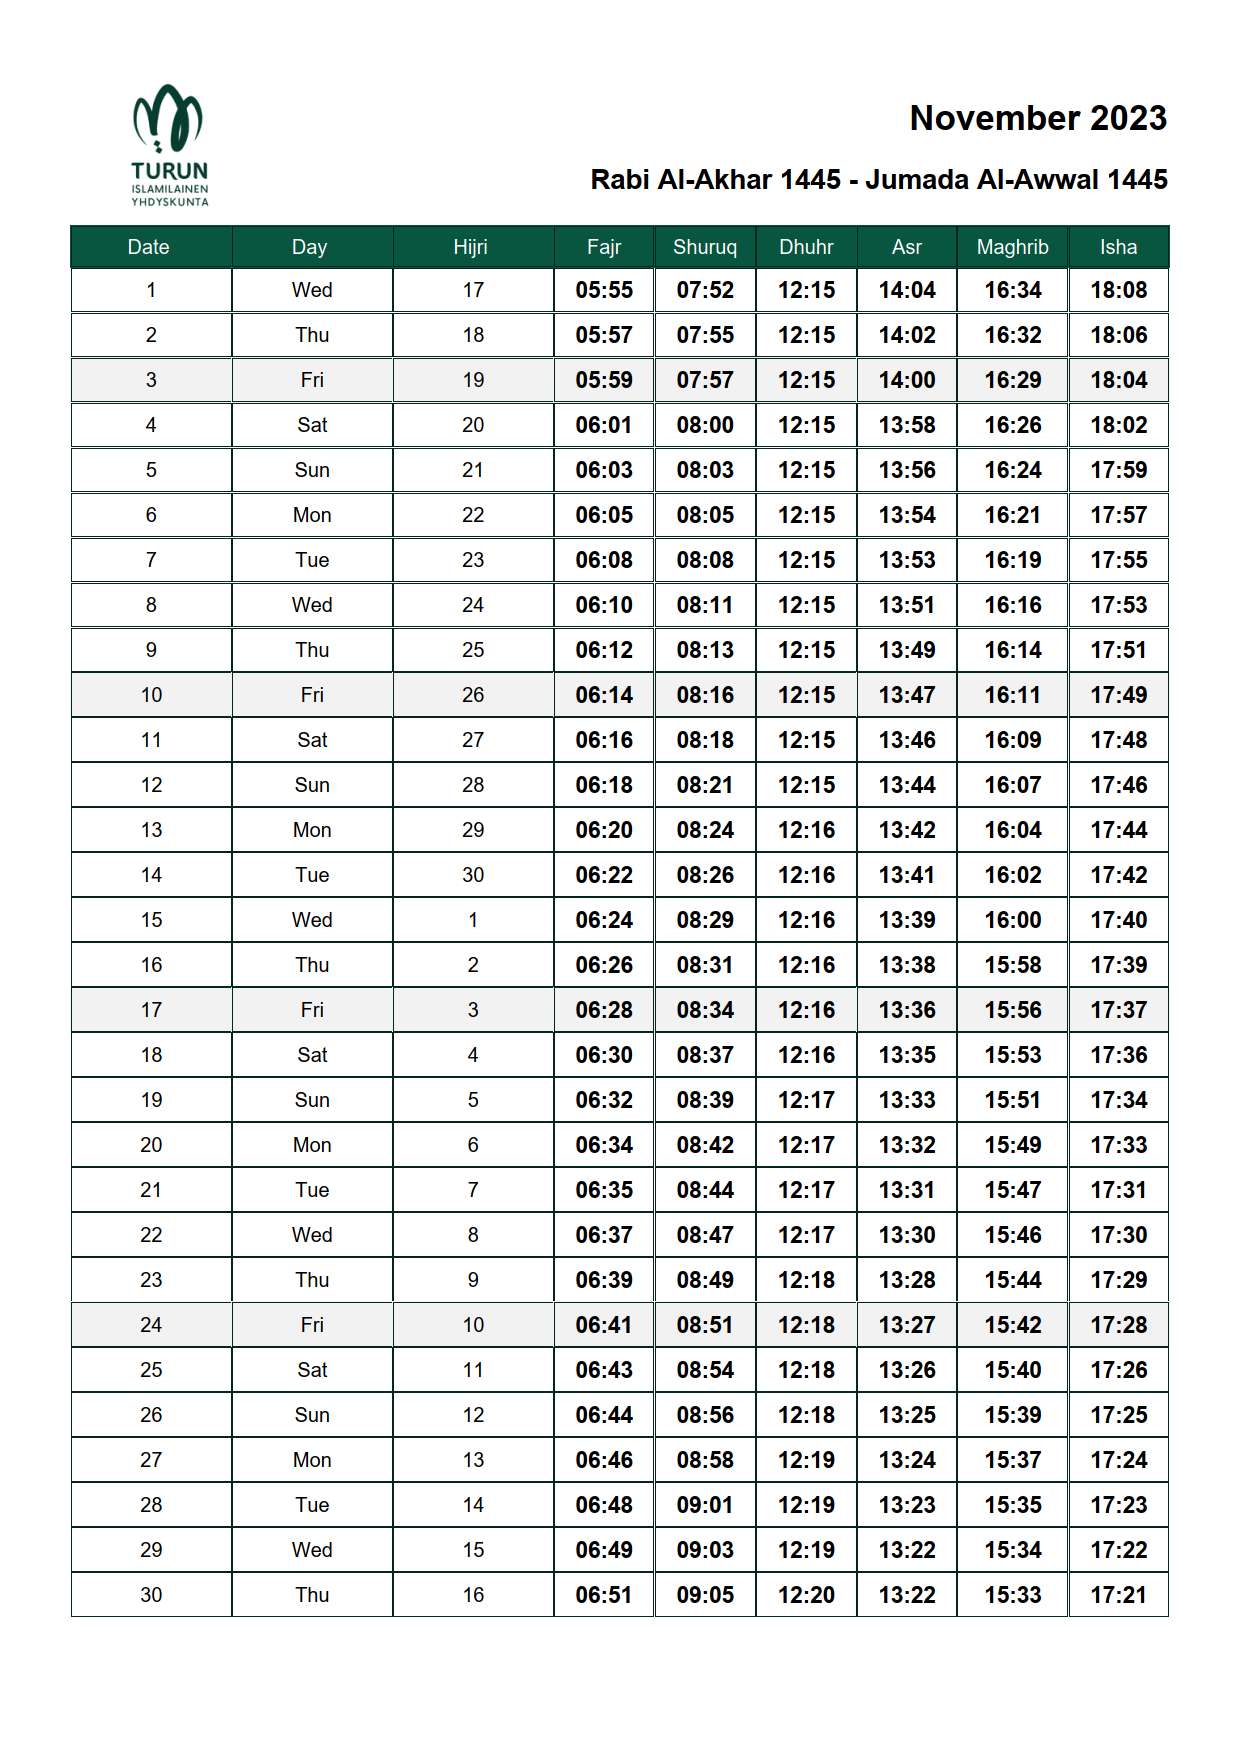 TURUN
ISLAMILAINEN
YHDYSKUNTA
November 2023
Rabi Al-Akhar 1445 - Jumada Al-Awwal 1445
Date Day Hijri Fajr Shuruq Dhuhr Asr Maghrib Isha
1 Wed 17 05:55 07:52 12:15 14:04 16:34 18:08
2 Thu 18 05:57 07:55 12:15 14:02 16:32 18:06
3 Fri 19 05:59 07:57 12:15 14:00 16:29 18:04
4 Sat 20 06:01 08:00 12:15 13:58 16:26 18:02
5 Sun 21 06:03 08:03 12:15 13:56 16:24 17:59
6 Mon 22 06:05 08:05 12:15 13:54 16:21 17:57
7 Tue 23 06:08 08:08 12:15 13:53 16:19 17:55
8 Wed 24 06:10 08:11 12:15 13:51 16:16 17:53
9 Thu 25 06:12 08:13 12:15 13:49 16:14 17:51
10 Fri 26 06:14 08:16 12:15 13:47 16:11 17:49
11 Sat 27 06:16 08:18 12:15 13:46 16:09 17:48
12 Sun 28 06:18 08:21 12:15 13:44 16:07 17:46
13 Mon 29 06:20 08:24 12:16 13:42 16:04 17:44
14 Tue 30 06:22 08:26 12:16 13:41 16:02 17:42
15 Wed 1 06:24 08:29 12:16 13:39 16:00 17:40
16 Thu 2 06:26 08:31 12:16 13:38 15:58 17:39
17 Fri 3 06:28 08:34 12:16 13:36 15:56 17:37
18 Sat 4 06:30 08:37 12:16 13:35 15:53 17:36
19 Sun 5 06:32 08:39 12:17 13:33 15:51 17:34
20 Mon 6 06:34 08:42 12:17 13:32 15:49 17:33
21 Tue 7 06:35 08:44 12:17 13:31 15:47 17:31
22 Wed 8 06:37 08:47 12:17 13:30 15:46 17:30
23 Thu 9 06:39 08:49 12:18 13:28 15:44 17:29
24 Fri 10 06:41 08:51 12:18 13:27 15:42 17:28
25 Sat 11 06:43 08:54 12:18 13:26 15:40 17:26
26 Sun 12 06:44 08:56 12:18 13:25 15:39 17:25
27 Mon 13 06:46 08:58 12:19 13:24 15:37 17:24
28 Tue 14 06:48 09:01 12:19 13:23 15:35 17:23
29 Wed 15 06:49 09:03 12:19 13:22 15:34 17:22
30 Thu 16 06:51 09:05 12:20 13:22 15:33 17:21